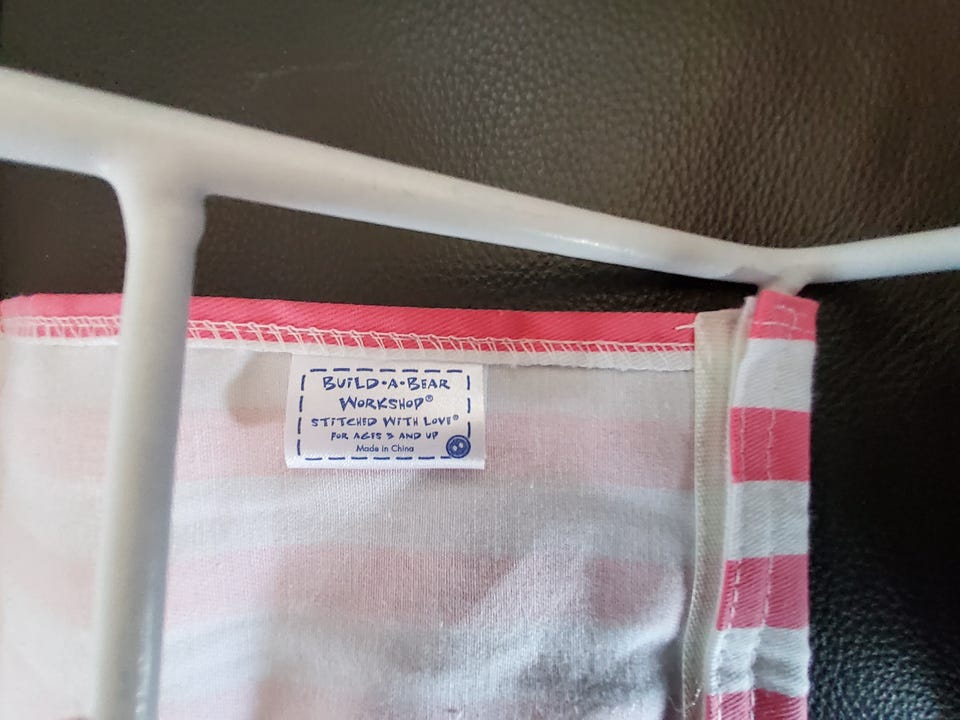 BUILD-A-BEAR
WORKSHOP®
STITCHED WITH LOVE®
FOR AGES 3 AND UP
Made in China